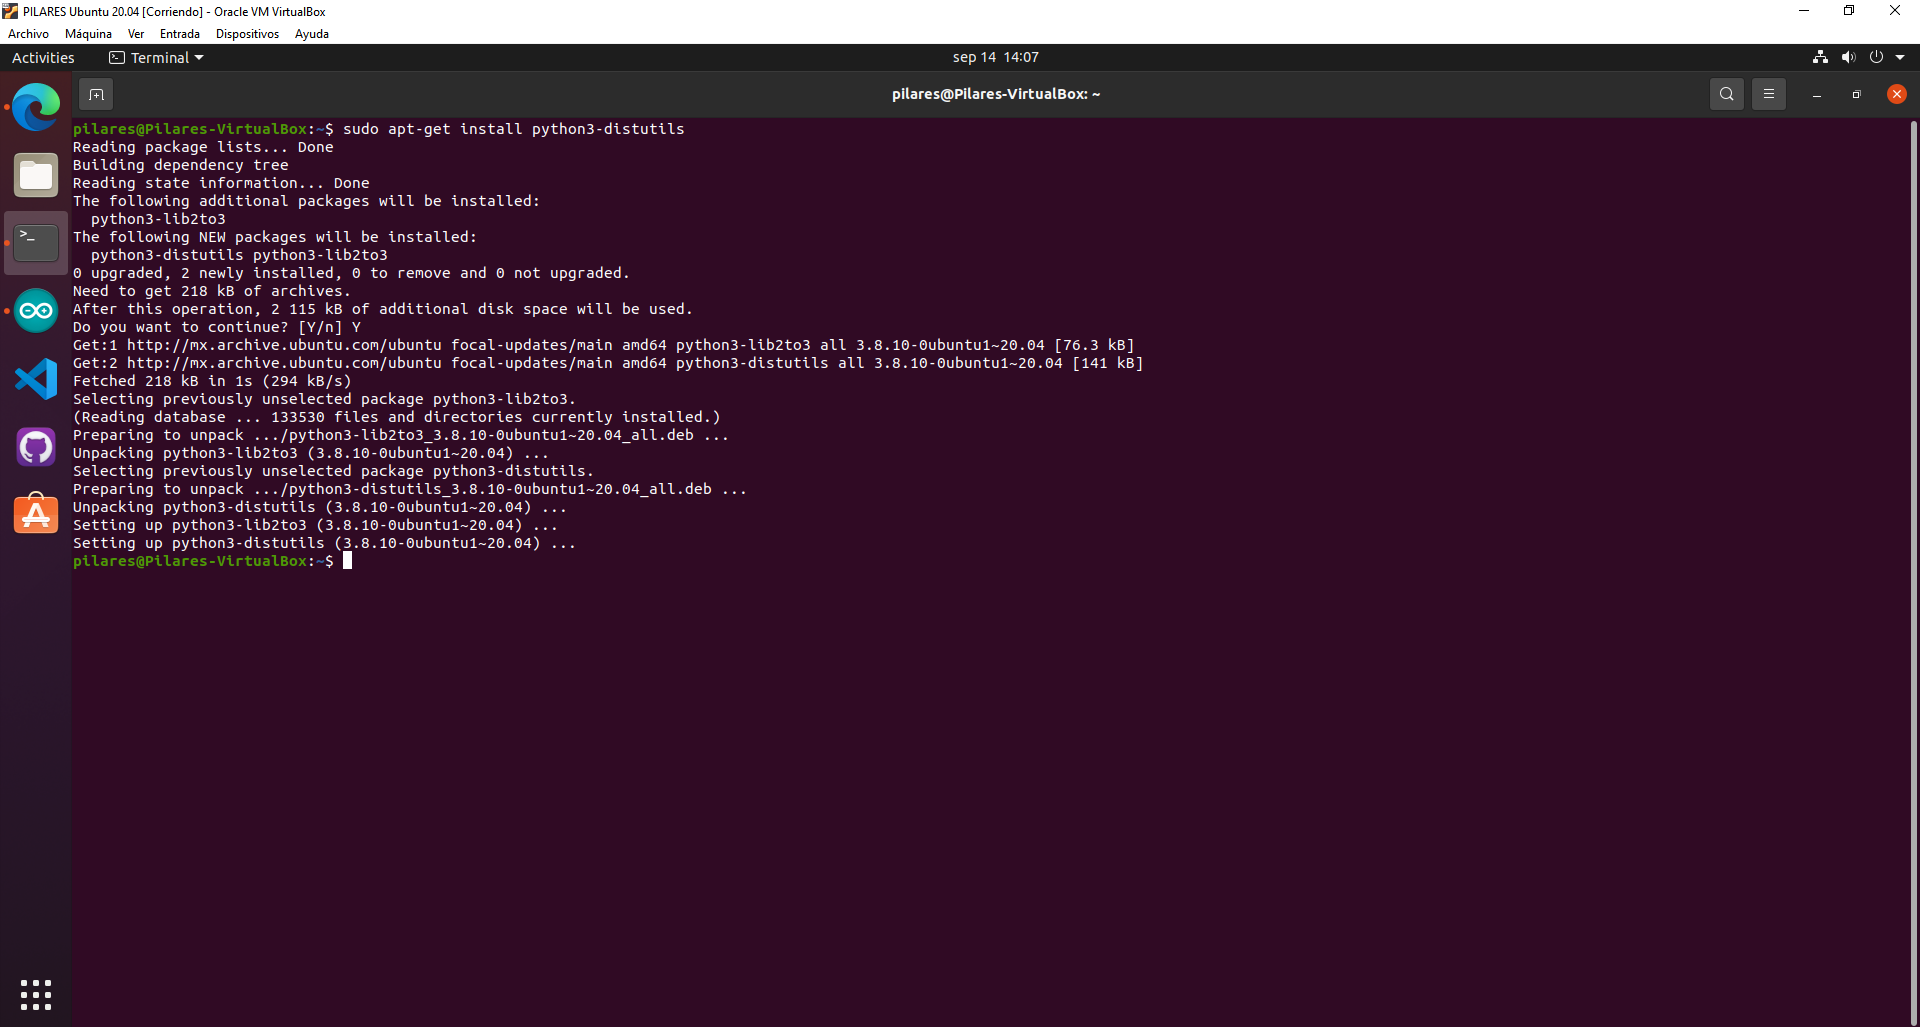 PILARES Ubuntu 20.04 [Corriendo] - Oracle VM VirtualBox
Archivo Máquina Ver Entrada Dispositivos Ayuda
Activities Terminal sep 14 14:07
pilares@Pilares-VirtualBox: ~
pilares@Pilares-VirtualBox:~$ sudo apt-get install python3-distutils
Reading package lists... Done
Building dependency tree
Reading state information... Done
The following additional packages will be installed:
  python3-lib2to3
The following NEW packages will be installed:
  python3-distutils python3-lib2to3
0 upgraded, 2 newly installed, 0 to remove and 0 not upgraded.
Need to get 218 kB of archives.
After this operation, 2 115 kB of additional disk space will be used.
Do you want to continue? [Y/n] Y
Get:1 http://mx.archive.ubuntu.com/ubuntu focal-updates/main amd64 python3-lib2to3 all 3.8.10-0ubuntu1~20.04 [76.3 kB]
Get:2 http://mx.archive.ubuntu.com/ubuntu focal-updates/main amd64 python3-distutils all 3.8.10-0ubuntu1~20.04 [141 kB]
Fetched 218 kB in 1s (294 kB/s)
Selecting previously unselected package python3-lib2to3.
(Reading database ... 133530 files and directories currently installed.)
Preparing to unpack .../python3-lib2to3_3.8.10-0ubuntu1~20.04_all.deb ...
Unpacking python3-lib2to3 (3.8.10-0ubuntu1~20.04) ...
Selecting previously unselected package python3-distutils.
Preparing to unpack .../python3-distutils_3.8.10-0ubuntu1~20.04_all.deb ...
Unpacking python3-distutils (3.8.10-0ubuntu1~20.04) ...
Setting up python3-lib2to3 (3.8.10-0ubuntu1~20.04) ...
Setting up python3-distutils (3.8.10-0ubuntu1~20.04) ...
pilares@Pilares-VirtualBox:~$